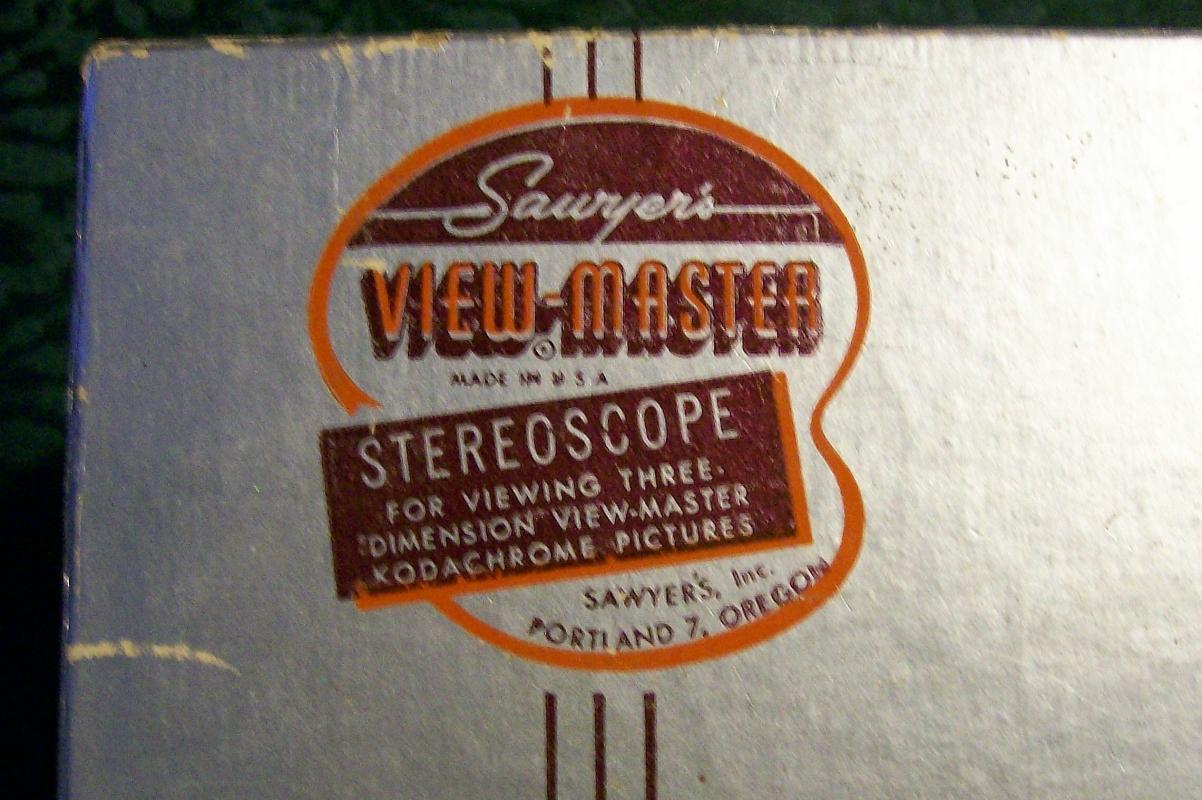 Sawyer's
VIEW-MASTER
®
MADE IN U S A
STEREOSCOPE
FOR VIEWING THREE-
DIMENSION VIEW-MASTER
KODACHROME PICTURES
SAWYER'S, Inc.
PORTLAND 7, OREGON